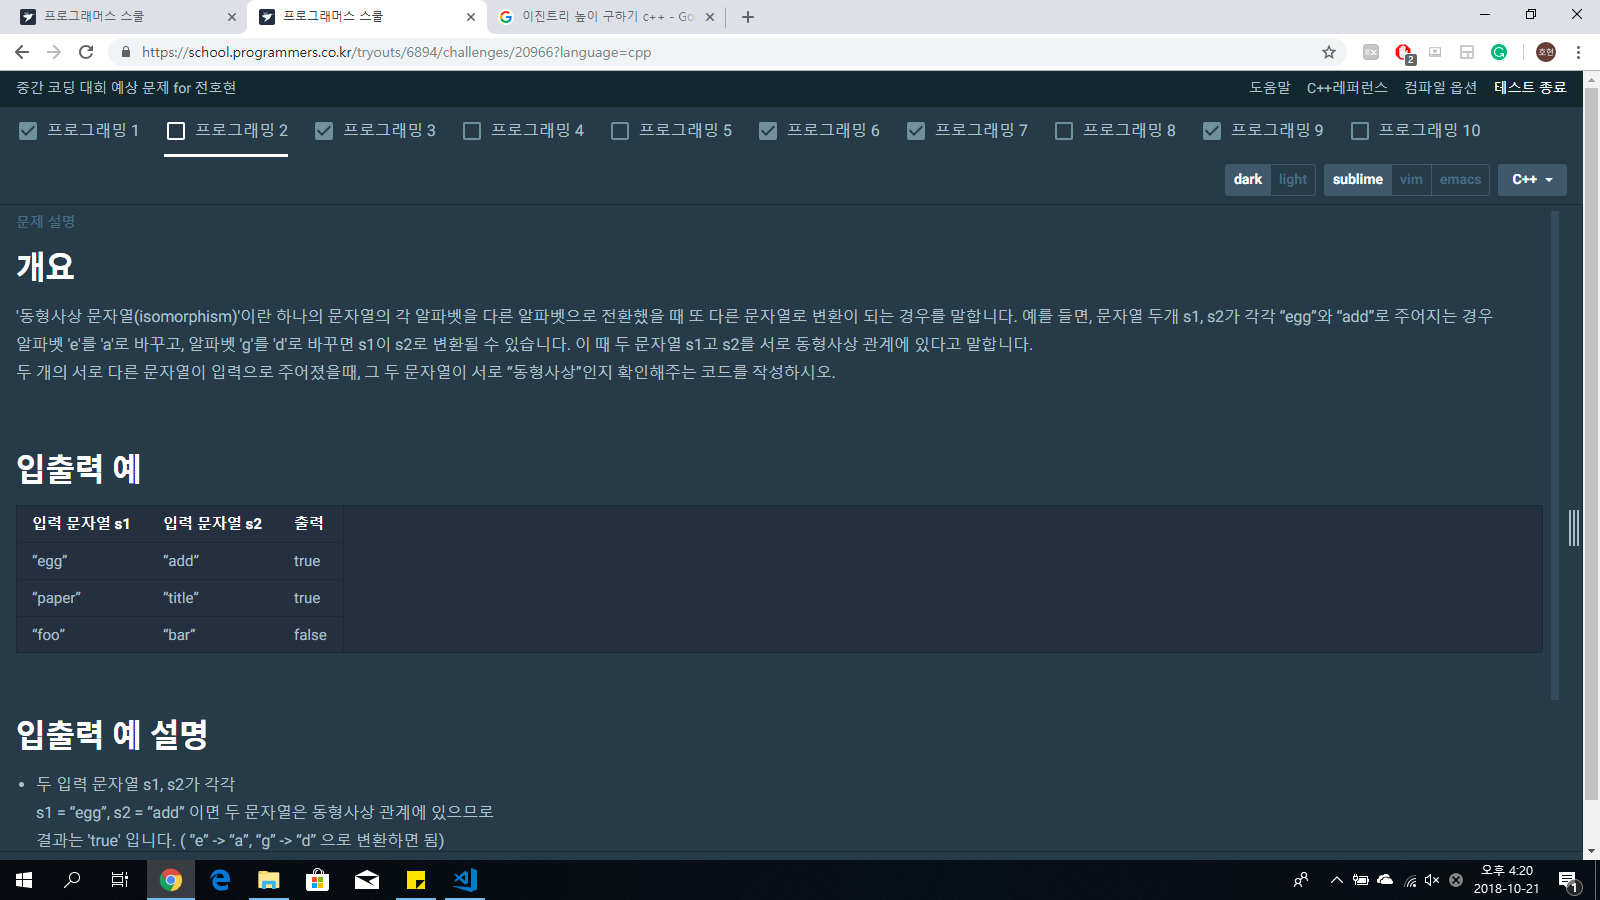 프로그래머스 스쿨
프로그래머스 스쿨
이진트리 높이 구하기 c++ - Go
https://school.programmers.co.kr/tryouts/6894/challenges/20966?language=cpp
EX
2
호현
중간 코딩 대회 예상 문제 for 전호현
도움말 C++레퍼런스 컴파일 옵션 테스트 종료
프로그래밍 1 프로그래밍 2 프로그래밍 3 프로그래밍 4 프로그래밍 5 프로그래밍 6 프로그래밍 7 프로그래밍 8 프로그래밍 9 프로그래밍 10
dark light sublime vim emacs C++
문제 설명
개요
'동형사상 문자열(isomorphism)'이란 하나의 문자열의 각 알파벳을 다른 알파벳으로 전환했을 때 또 다른 문자열로 변환이 되는 경우를 말합니다. 예를 들면, 문자열 두개 s1, s2가 각각 “egg”와 “add”로 주어지는 경우
알파벳 'e'를 'a'로 바꾸고, 알파벳 'g'를 'd'로 바꾸면 s1이 s2로 변환될 수 있습니다. 이 때 두 문자열 s1고 s2를 서로 동형사상 관계에 있다고 말합니다.
두 개의 서로 다른 문자열이 입력으로 주어졌을때, 그 두 문자열이 서로 “동형사상”인지 확인해주는 코드를 작성하시오.
입출력 예
입력 문자열 s1 입력 문자열 s2 출력
“egg” “add” true
“paper” “title” true
“foo” “bar” false
입출력 예 설명
• 두 입력 문자열 s1, s2가 각각
s1 = “egg”, s2 = “add” 이면 두 문자열은 동형사상 관계에 있으므로
결과는 'true' 입니다. ( “e” -> “a”, “g” -> “d” 으로 변환하면 됨)
오후 4:20
2018-10-21
1